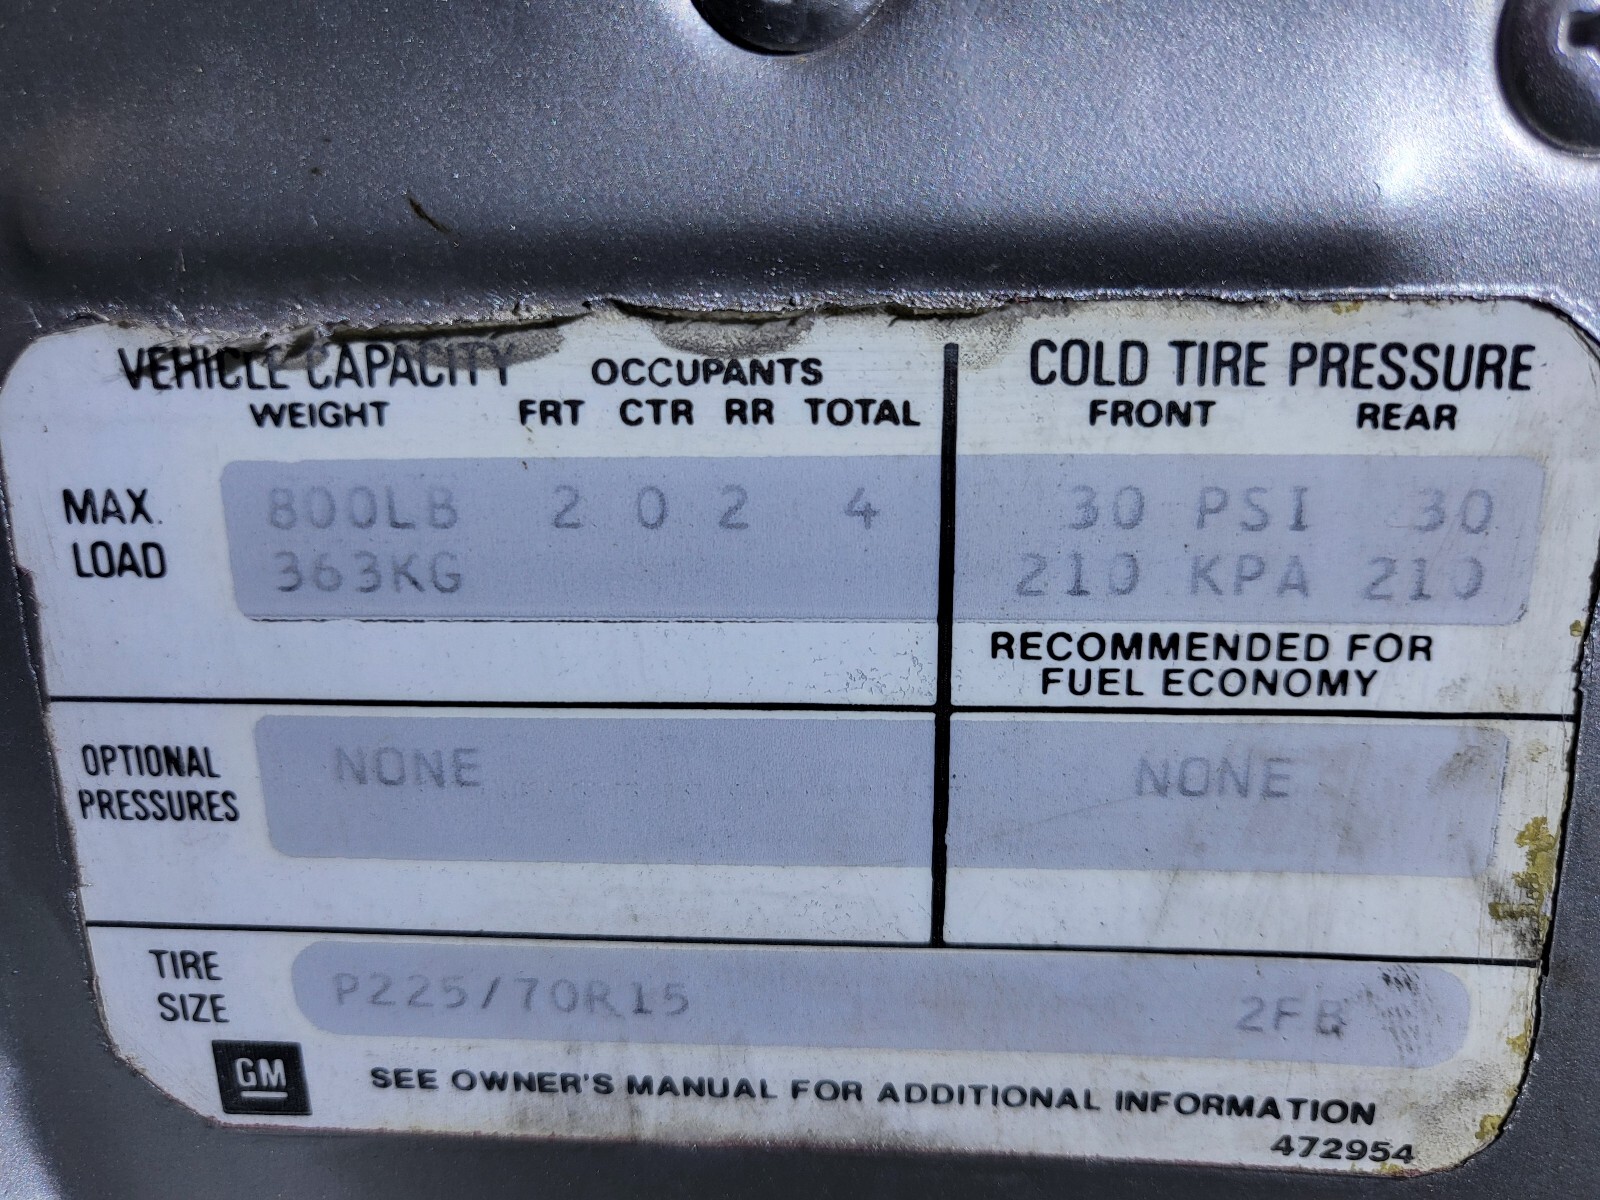 VEHICLE CAPACITY OCCUPANTS COLD TIRE PRESSURE
WEIGHT FRT CTR RR TOTAL FRONT REAR
MAX. 800LB 2 0 2 4 30 PSI 30
LOAD 363KG 210 KPA 210
RECOMMENDED FOR
FUEL ECONOMY
OPTIONAL NONE NONE
PRESSURES
TIRE
SIZE P225/70R15 2FB
GM SEE OWNER'S MANUAL FOR ADDITIONAL INFORMATION
472954